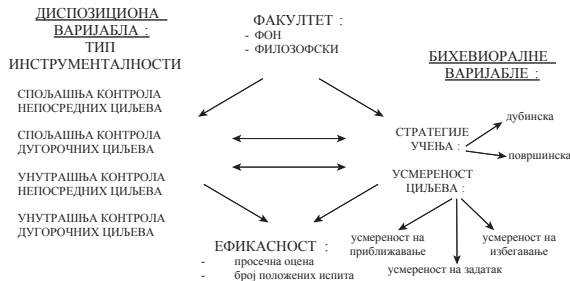 ДИСПОЗИЦИОНА
ВАРИЈАБЛА :
ТИП
ИНСТРУМЕНТАЛНОСТИ
СПОЉАШЊА КОНТРОЛА
НЕПОСРЕДНИХ ЦИЉЕВА
СПОЉАШЊА КОНТРОЛА
ДУГОРОЧНИХ ЦИЉЕВА
УНУТРАШЊА КОНТРОЛА
НЕПОСРЕДНИХ ЦИЉЕВА
УНУТРАШЊА КОНТРОЛА
ДУГОРОЧНИХ ЦИЉЕВА
ФАКУЛТЕТ :
- ФОН
- ФИЛОЗОФСКИ
БИХЕВИОРАЛНЕ
ВАРИЈАБЛЕ :
СТРАТЕГИЈЕ
УЧЕЊА :
дубинска
површинска
УСМЕРЕНОСТ
ЦИЉЕВА :
усмереност на
приближавање
усмереност на задатак
усмереност на
избегавање
ЕФИКАСНОСТ :
- просечна оцена
- број положених испита